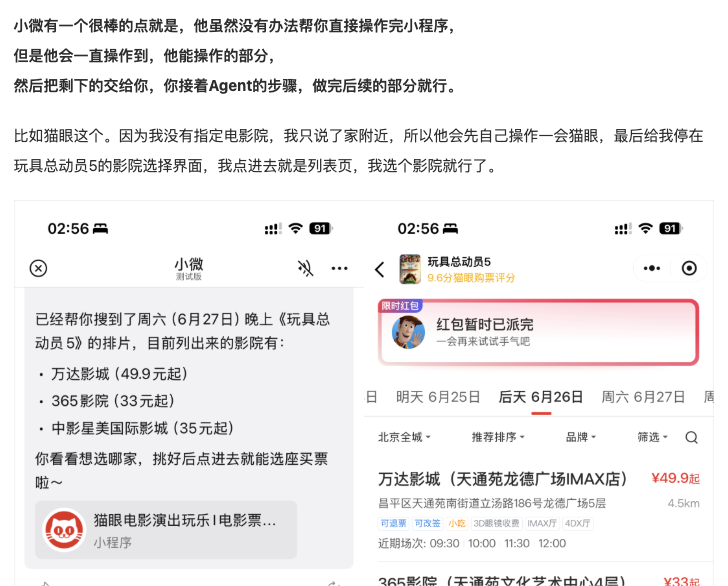 小微有一个很棒的点就是，他虽然没有办法帮你直接操作完小程序，
但是他会一直操作到，他能操作的部分，
然后把剩下的交给你，你接着Agent的步骤，做完后续的部分就行。
比如猫眼这个。因为我没有指定电影院，我只说了家附近，所以他会先自己操作一会猫眼，最后给我停在
玩具总动员5的影院选择界面，我点进去就是列表页，我选个影院就行了。
02:56
91
小微
测试版
已经帮你搜到了周六（6月27日）晚上《玩具总
动员5》的排片，目前列出来的影院有：
· 万达影城（49.9元起）
· 365影院（33元起）
· 中影星美国际影城（35元起）
你看看想选哪家，挑好后点进去就能选座买票
啦～
猫眼电影演出玩乐|电影票...
小程序
02:56
91
玩具总动员5
9.6分猫眼购票评分
限时红包
红包暂时已派完
一会再来试试手气吧
日 明天 6月25日 后天 6月26日 周六 6月27日
北京全城 推荐排序 品牌 筛选
万达影城（天通苑龙德广场IMAX店） ¥49.9起
昌平区天通苑南街道立汤路186号龙德广场5层 4.5km
可退票 可改签 小吃 3D眼镜收费 IMAX厅 4DX厅
近期场次: 09:30 10:00 11:30 12:00
365影院（天通苑文化艺术中心4层） ¥33起